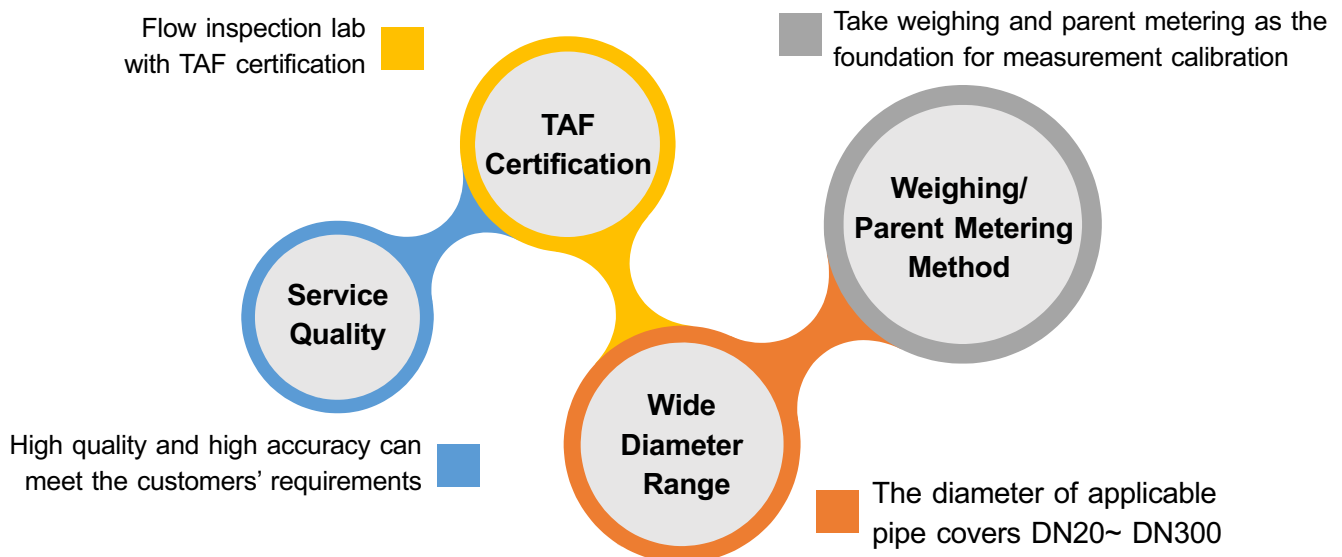 Flow inspection lab
with TAF certification
Take weighing and parent metering as the
foundation for measurement calibration
TAF
Certification
Weighing/
Parent Metering
Method
Service
Quality
Wide
Diameter
Range
High quality and high accuracy can
meet the customers’ requirements
The diameter of applicable
pipe covers DN20~ DN300